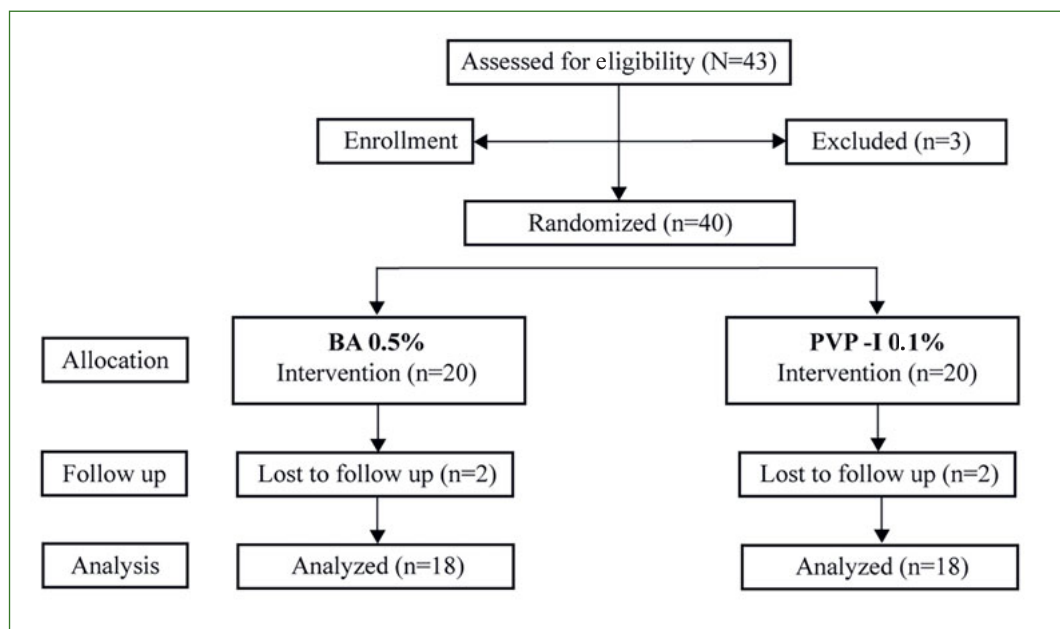 Assessed for eligibility (N=43)
Enrollment
Excluded (n=3)
Randomized (n=40)
Allocation
BA 0.5%
Intervention (n=20)
PVP -I 0.1%
Intervention (n=20)
Follow up
Lost to follow up (n=2)
Lost to follow up (n=2)
Analysis
Analyzed (n=18)
Analyzed (n=18)